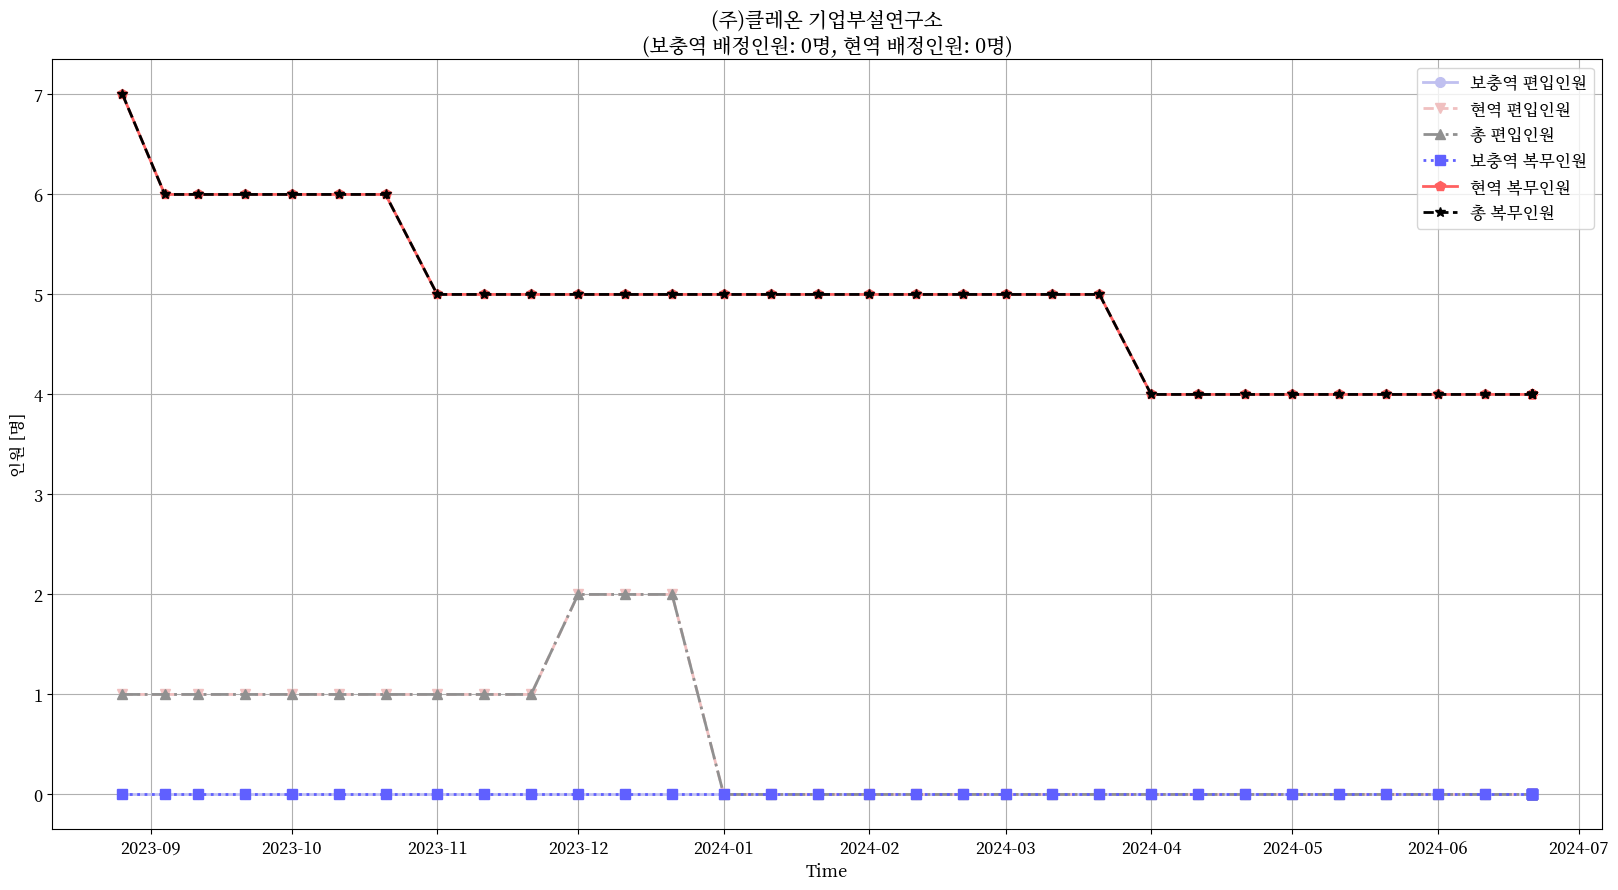 (주)클레온 기업부설연구소
(보충역 배정인원: 0명, 현역 배정인원: 0명)
보충역 편입인원
현역 편입인원
총 편입인원
보충역 복무인원
현역 복무인원
총 복무인원
인원 [명]
7
6
5
4
3
2
1
0
2023-09
2023-10
2023-11
2023-12
2024-01
2024-02
2024-03
2024-04
2024-05
2024-06
2024-07
Time